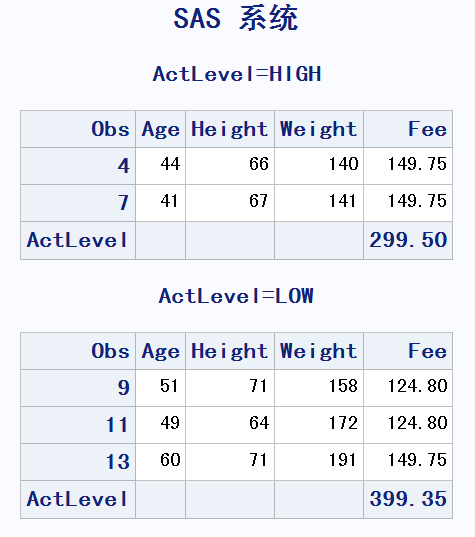 SAS 系统
ActLevel=HIGH
Obs Age Height Weight Fee
4 44 66 140 149.75
7 41 67 141 149.75
ActLevel 299.50
ActLevel=LOW
Obs Age Height Weight Fee
9 51 71 158 124.80
11 49 64 172 124.80
13 60 71 191 149.75
ActLevel 399.35